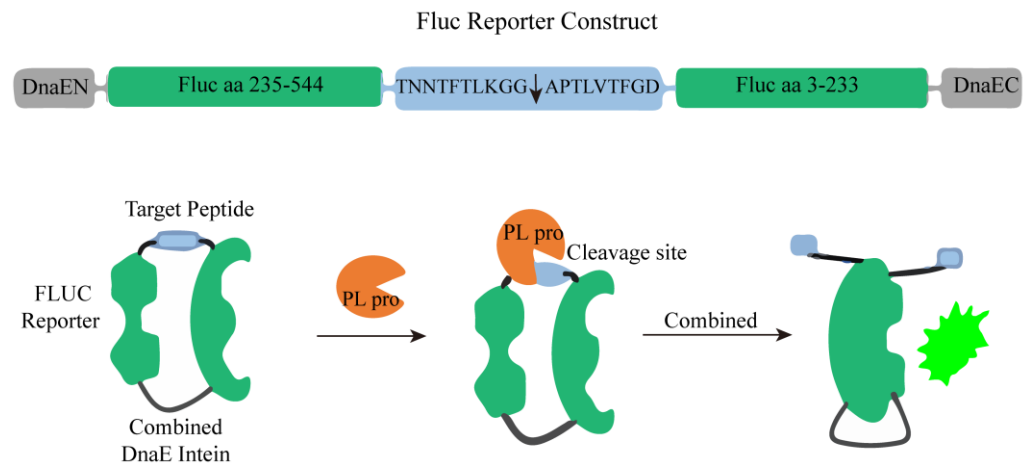 Fluc Reporter Construct
DnaEN
Fluc aa 235-544
TNNTFTLKGG
APTLVTFGD
Fluc aa 3-233
DnaEC
Target Peptide
FLUC
Reporter
Combined
DnaE Intein
PL pro
PL pro
Cleavage site
Combined